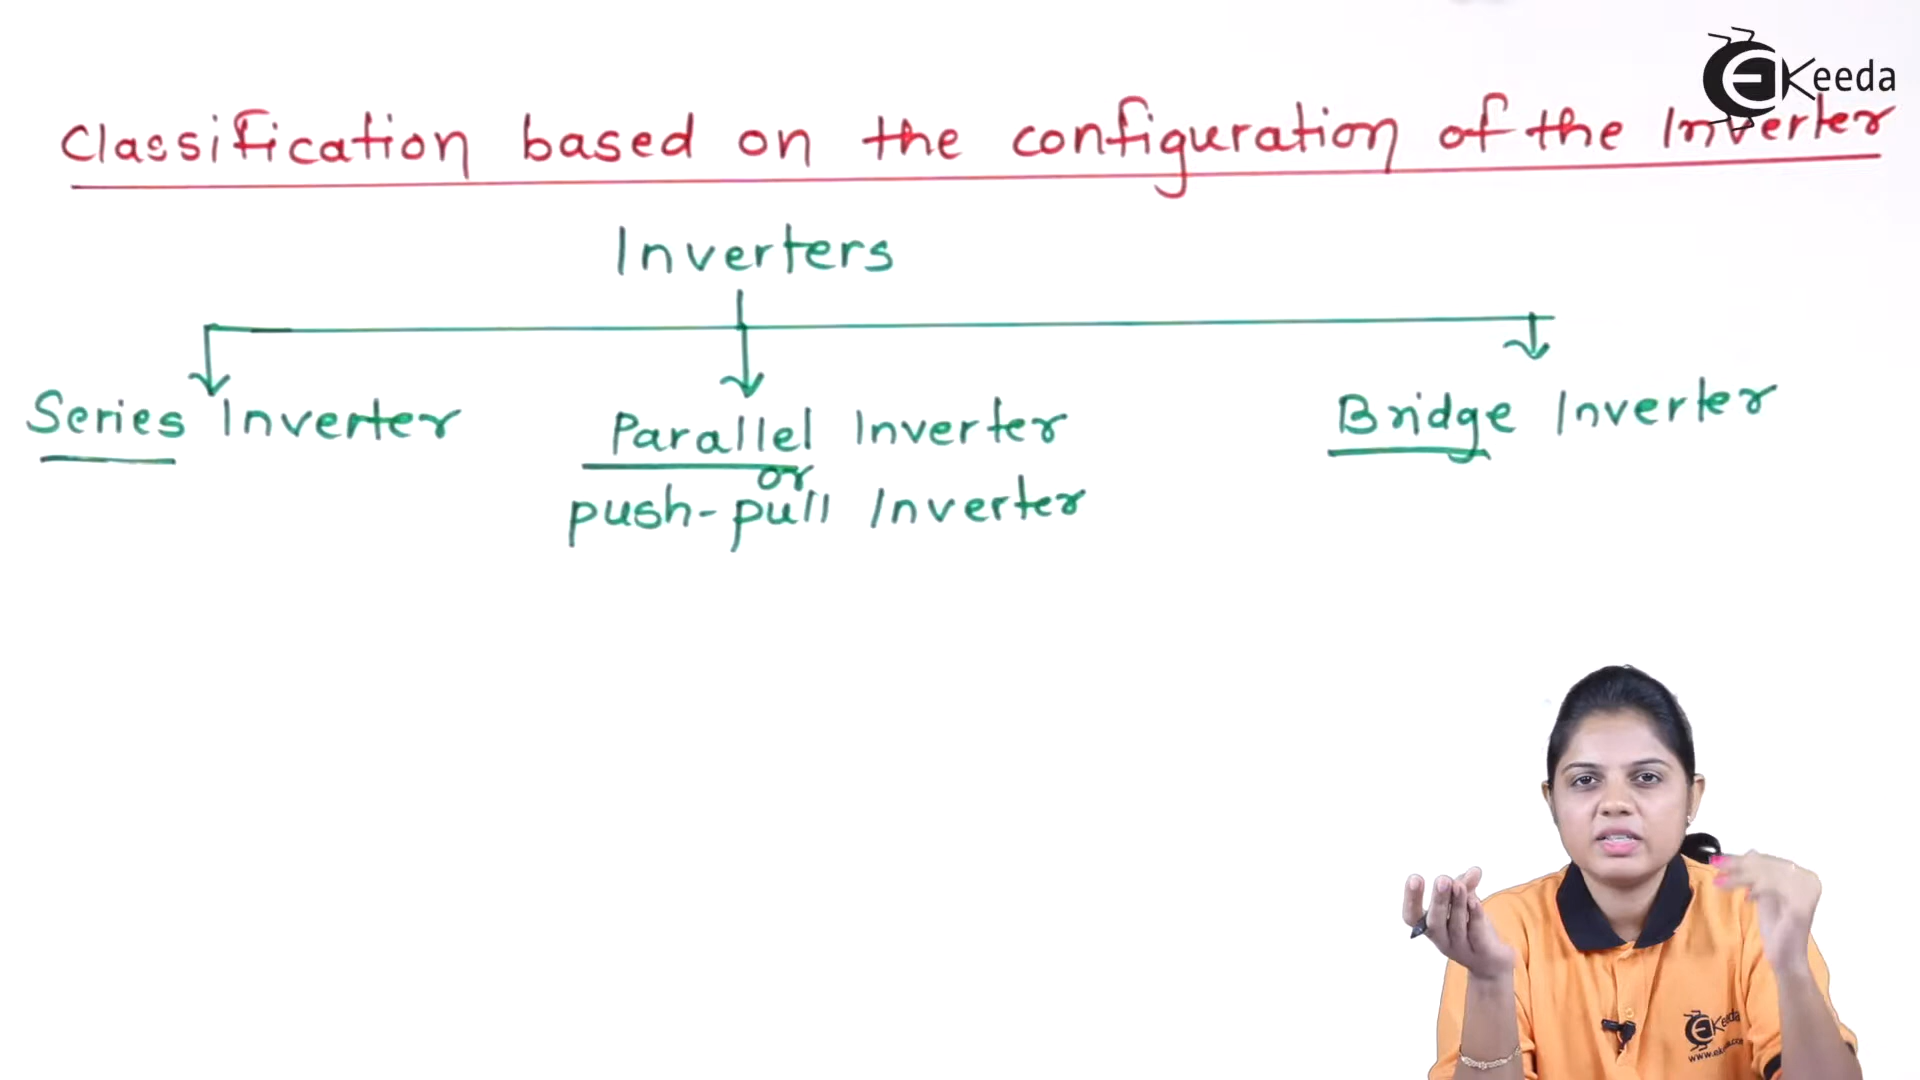 EKeeda
Classification based on the configuration of the Inverter
Inverters
Series Inverter
Parallel Inverter
or
push-pull Inverter
Bridge Inverter
EKeeda